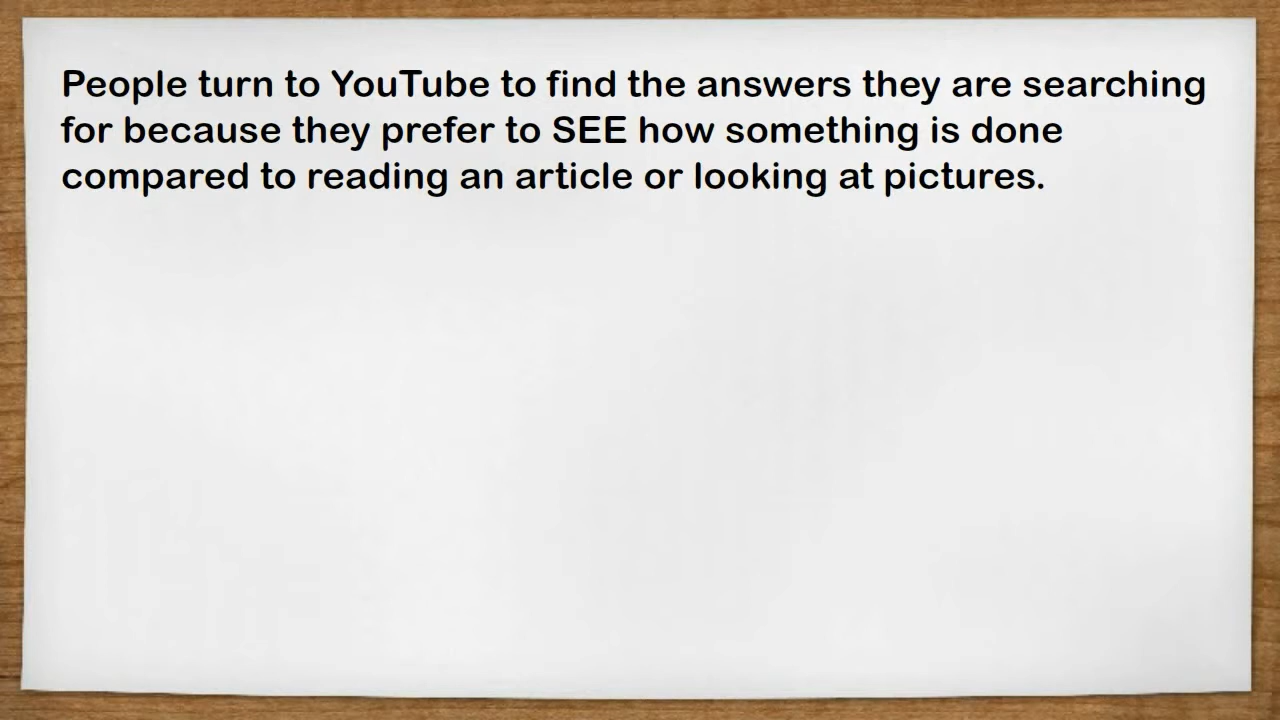 People turn to YouTube to find the answers they are searching
for because they prefer to SEE how something is done
compared to reading an article or looking at pictures.